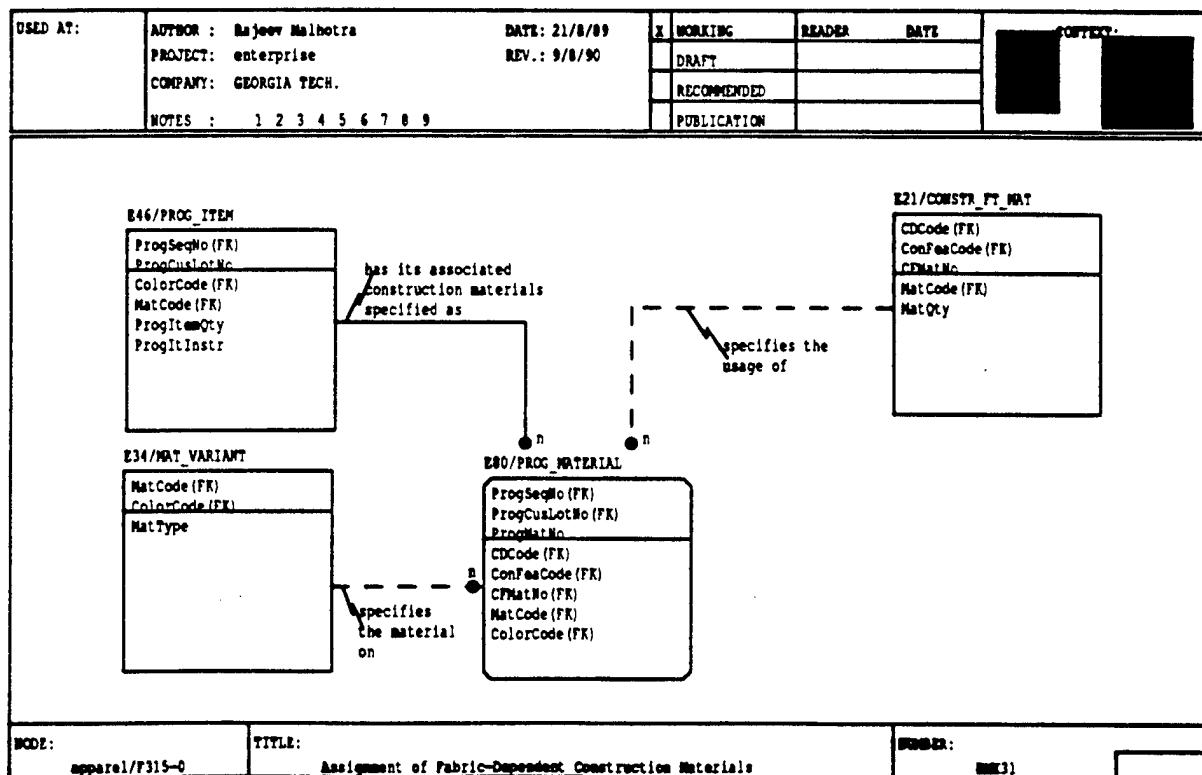 USED AT:
AUTHOR : Rajeev Malhotra
DATE: 21/8/89
PROJECT: enterprise
REV.: 9/8/90
COMPANY: GEORGIA TECH.
NOTES : 1 2 3 4 5 6 7 8 9
X WORKING
READER DATE
DRAFT
RECOMMENDED
PUBLICATION
CONTEXT:
E46/PROG_ITEM
ProgSeqNo(FK)
ProgCusLotNo
ColorCode(FK)
MatCode(FK)
ProgItemQty
ProgItInstr
has its associated
construction materials
specified as
E21/CONSTR_FT_MAT
CDCode(FK)
ConFeaCode(FK)
CFMatNo
MatCode(FK)
MatQty
specifies the
usage of
n
n
E34/MAT_VARIANT
MatCode(FK)
ColorCode(FK)
MatType
specifies
the material
on
n
E80/PROG_MATERIAL
ProgSeqNo(FK)
ProgCusLotNo(FK)
ProgMatNo
CDCode(FK)
ConFeaCode(FK)
CFMatNo(FK)
MatCode(FK)
ColorCode(FK)
NODE:
apparel/F315-0
TITLE:
Assignment of Fabric-Dependent Construction Materials
NUMBER: